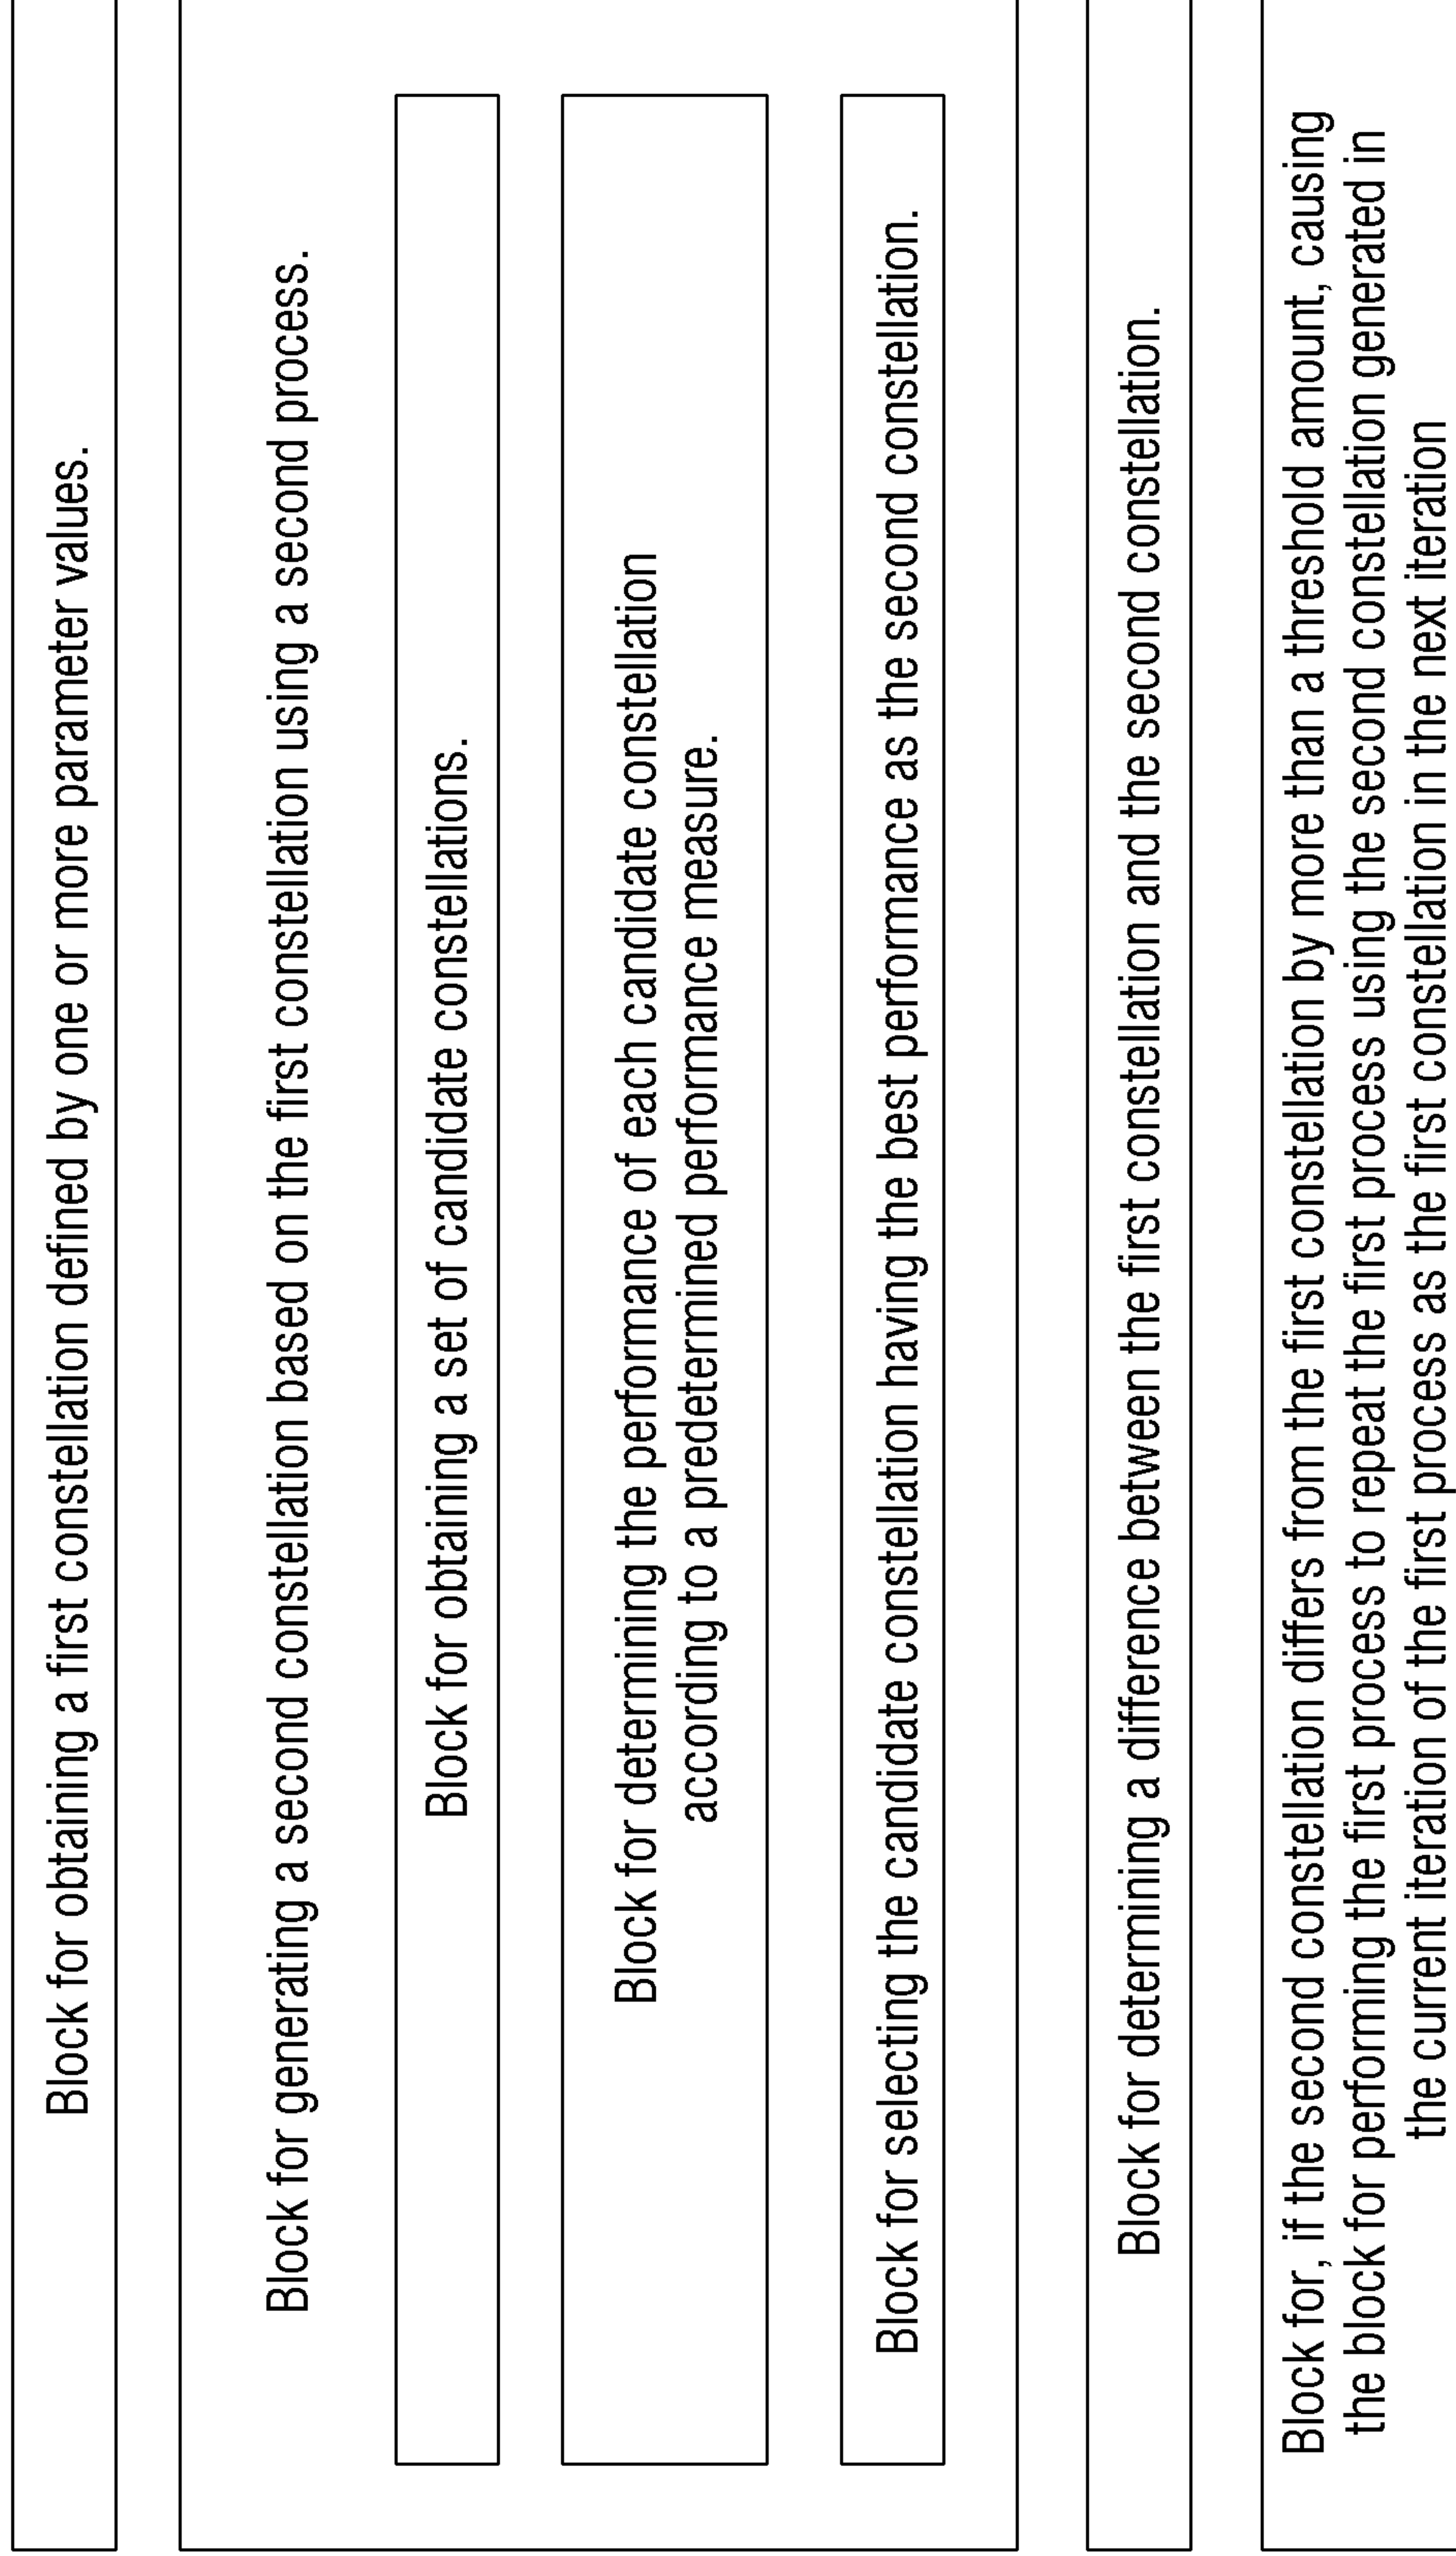 Block for obtaining a first constellation defined by one or more parameter values.
Block for generating a second constellation based on the first constellation using a second process.
Block for obtaining a set of candidate constellations.
Block for determining the performance of each candidate constellation
according to a predetermined performance measure.
Block for selecting the candidate constellation having the best performance as the second constellation.
Block for determining a difference between the first constellation and the second constellation.
Block for, if the second constellation differs from the first constellation by more than a threshold amount, causing
the block for performing the first process to repeat the first process using the second constellation generated in
the current iteration of the first process as the first constellation in the next iteration